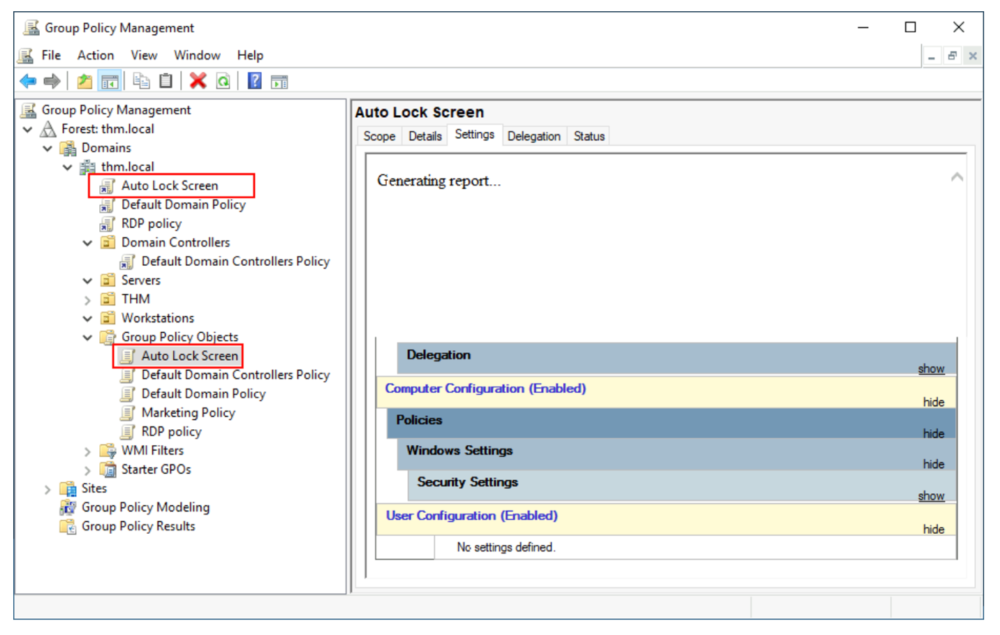 Group Policy Management
File Action View Window Help
Group Policy Management
Forest: thm.local
Domains
thm.local
Auto Lock Screen
Default Domain Policy
RDP policy
Domain Controllers
Default Domain Controllers Policy
Servers
THM
Workstations
Group Policy Objects
Auto Lock Screen
Default Domain Controllers Policy
Default Domain Policy
Marketing Policy
RDP policy
WMI Filters
Starter GPOs
Sites
Group Policy Modeling
Group Policy Results
Auto Lock Screen
Scope Details Settings Delegation Status
Generating report...
Delegation
show
Computer Configuration (Enabled)
hide
Policies
hide
Windows Settings
hide
Security Settings
show
User Configuration (Enabled)
hide
No settings defined.